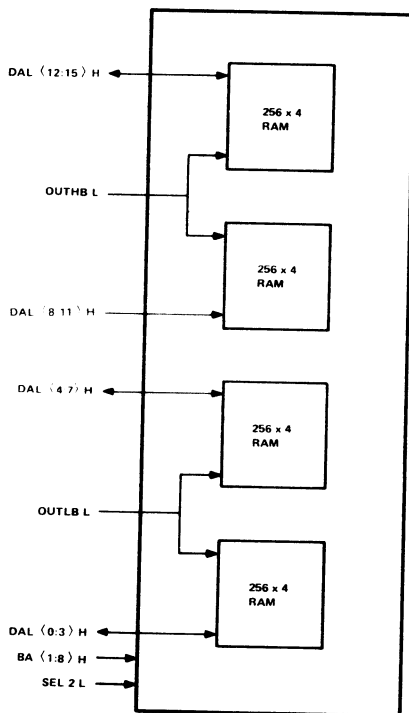 DAL ⟨12:15⟩ H
256 x 4
RAM
OUTHB L
256 x 4
RAM
DAL ⟨8 11⟩ H
DAL ⟨4 7⟩ H
256 x 4
RAM
OUTLB L
256 x 4
RAM
DAL ⟨0:3⟩ H
BA ⟨1:8⟩ H
SEL 2 L